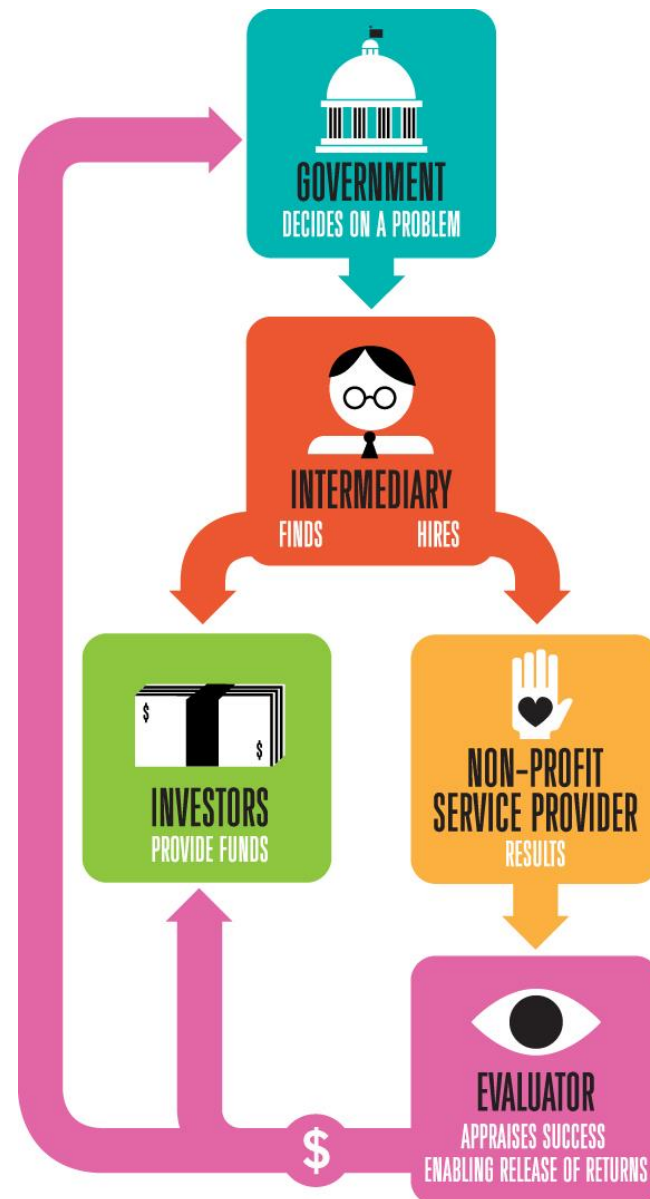 GOVERNMENT
DECIDES ON A PROBLEM
INTERMEDIARY
FINDS HIRES
$
$
INVESTORS
PROVIDE FUNDS
NON-PROFIT
SERVICE PROVIDER
RESULTS
EVALUATOR
APPRAISES SUCCESS
ENABLING RELEASE OF RETURNS
$